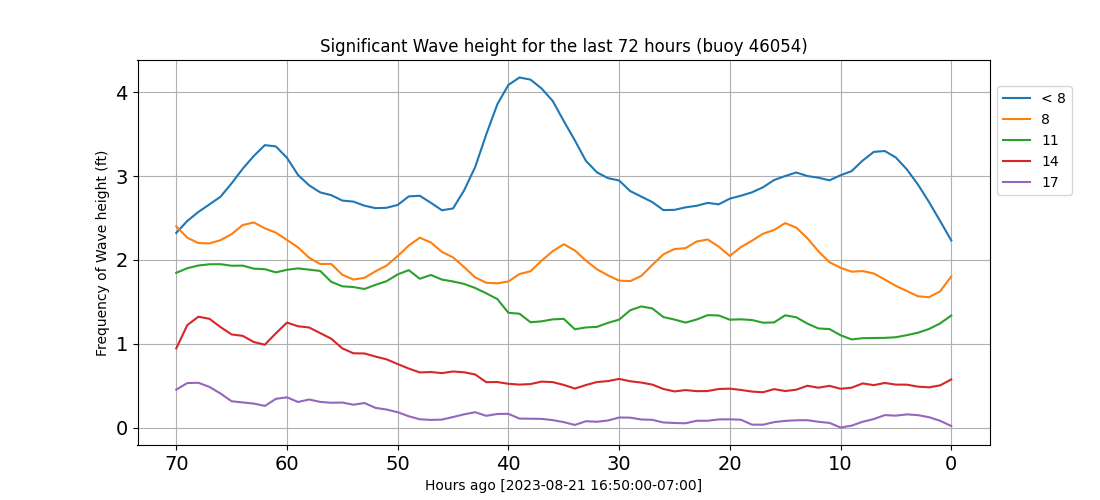 Significant Wave height for the last 72 hours (buoy 46054)
Frequency of Wave height (ft)
4
3
2
1
0
70 60 50 40 30 20 10 0
Hours ago [2023-08-21 16:50:00-07:00]
< 8
8
11
14
17